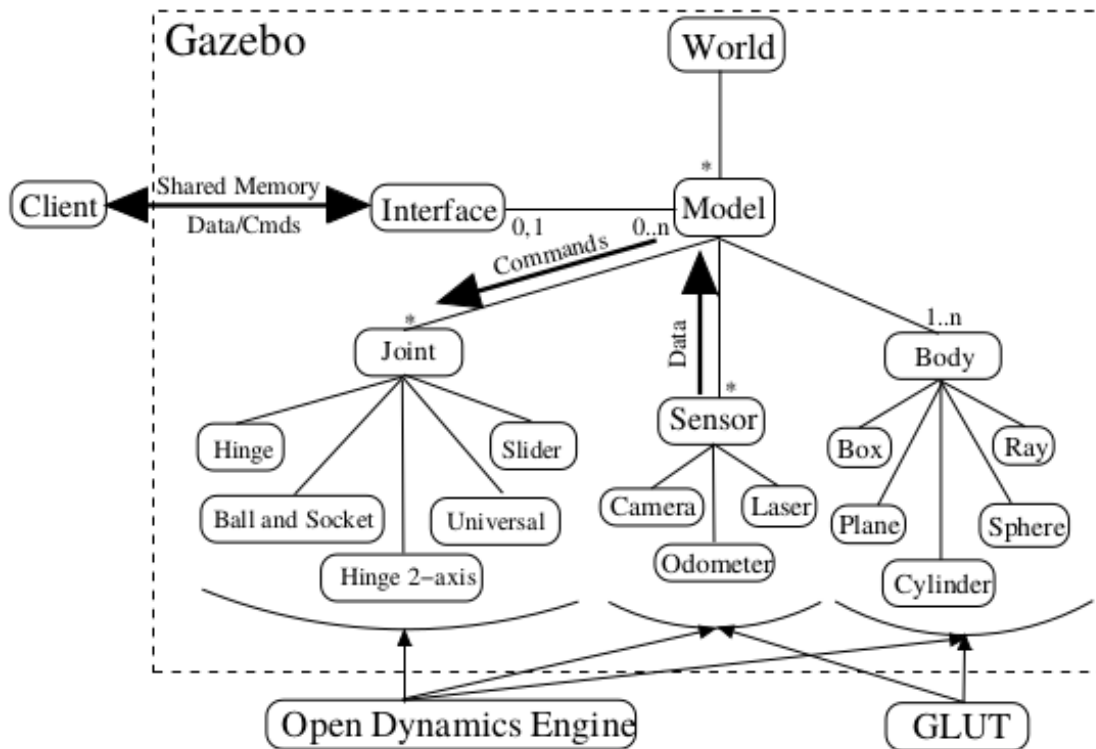 Gazebo
World
*
Shared Memory
Client
Interface
Model
Data/Cmds
0,1
0..n
Commands
Data
*
1..n
Joint
Body
*
Sensor
Hinge
Slider
Box
Ray
Camera
Laser
Ball and Socket
Universal
Plane
Sphere
Odometer
Hinge 2-axis
Cylinder
Open Dynamics Engine
GLUT